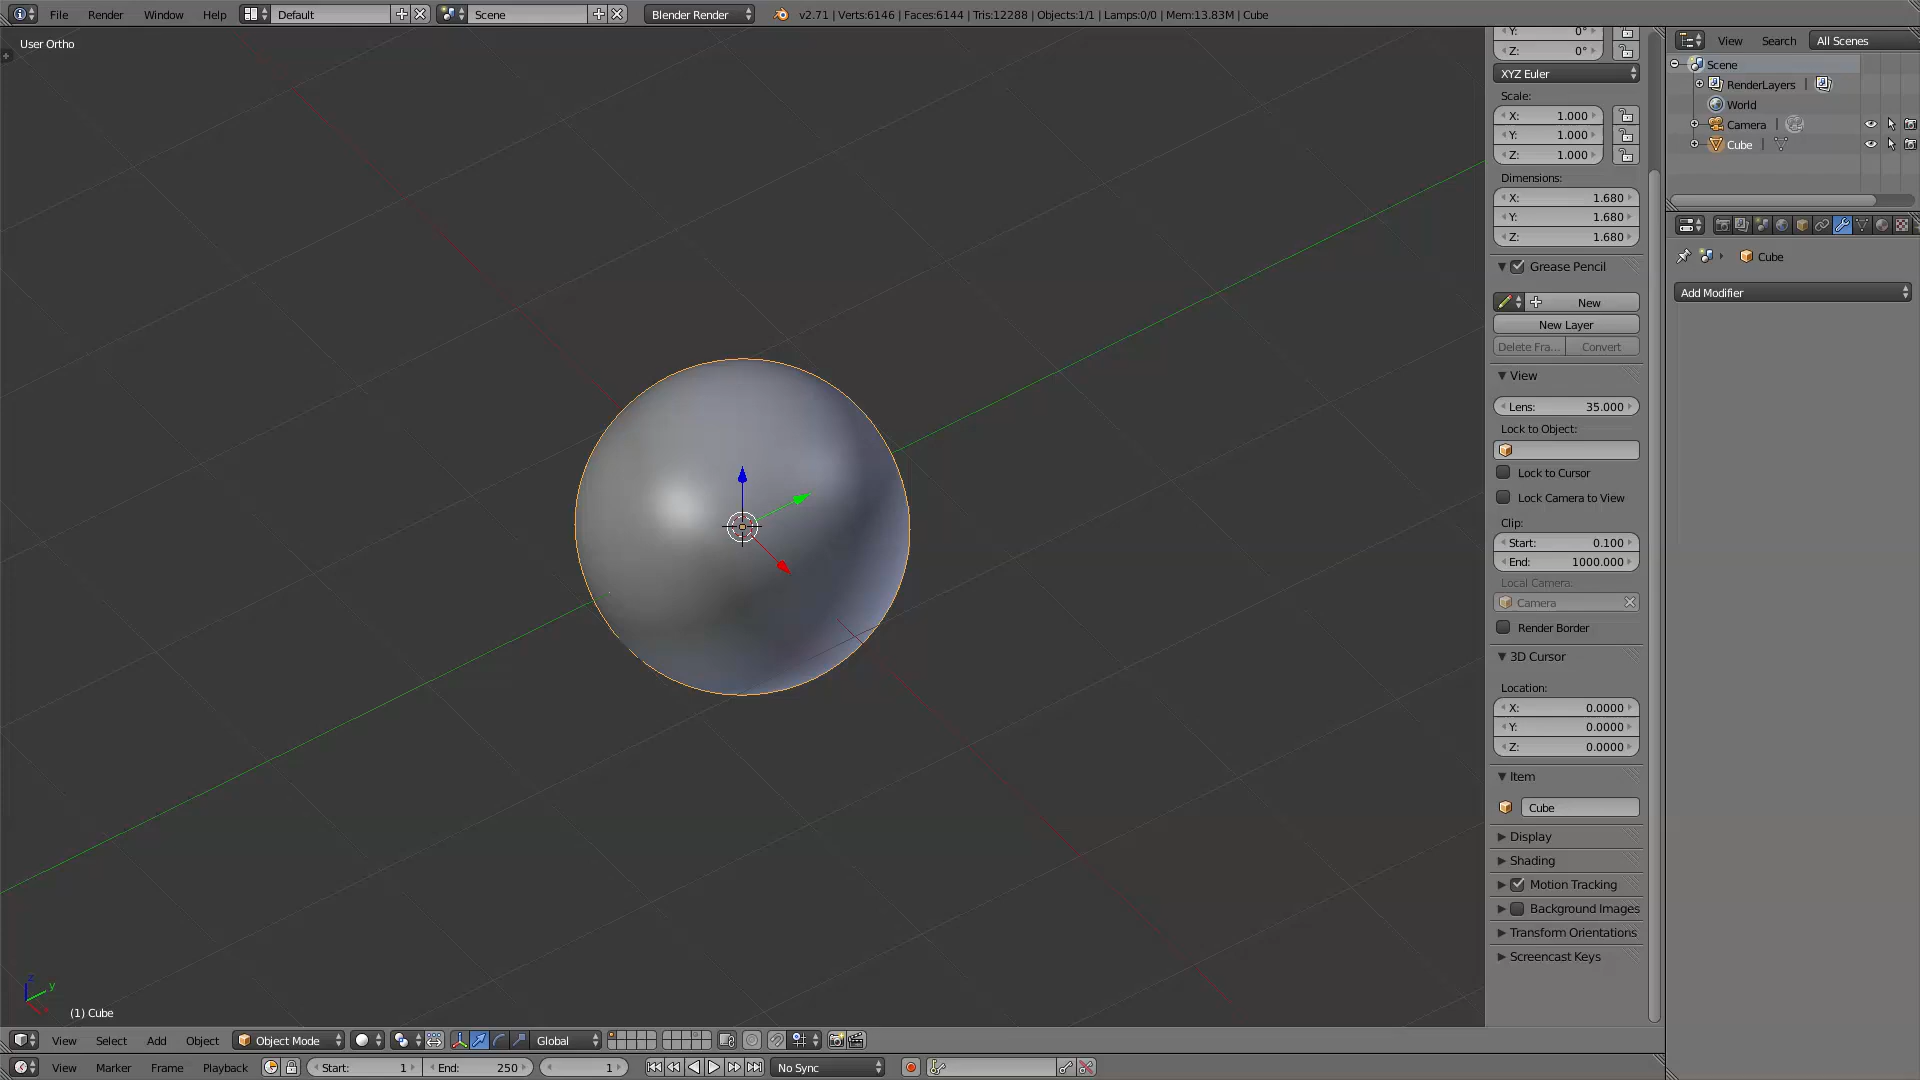 File Render Window Help Default Scene Blender Render v2.71 | Verts:6146 | Faces:6144 | Tris:12288 | Objects:1/1 | Lamps:0/0 | Mem:13.83M | Cube
User Ortho
Y: 0°
Z: 0°
XYZ Euler
Scale:
X: 1.000
Y: 1.000
Z: 1.000
Dimensions:
X: 1.680
Y: 1.680
Z: 1.680
Grease Pencil
New
New Layer
Delete Fra... Convert
View
Lens: 35.000
Lock to Object:
Lock to Cursor
Lock Camera to View
Clip:
Start: 0.100
End: 1000.000
Local Camera:
Camera
Render Border
3D Cursor
Location:
X: 0.0000
Y: 0.0000
Z: 0.0000
Item
Cube
Display
Shading
Motion Tracking
Background Images
Transform Orientations
Screencast Keys
View Search All Scenes
Scene
RenderLayers |
World
Camera |
Cube |
Cube
Add Modifier
z
y
(1) Cube
View Select Add Object Object Mode Global
View Marker Frame Playback Start: 1 End: 250 1 No Sync